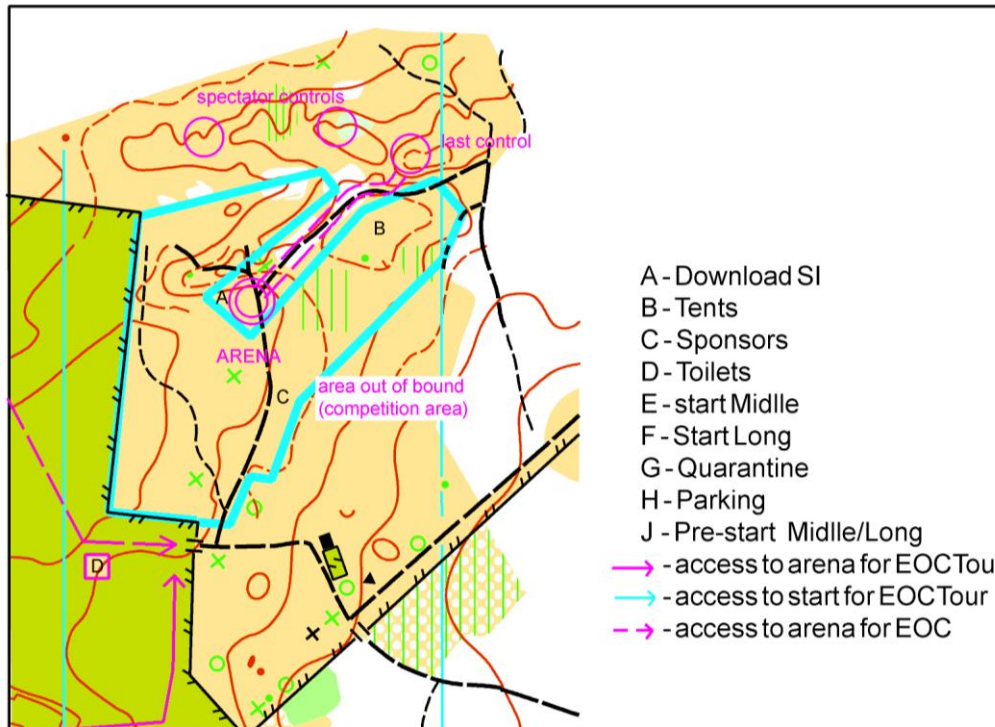 spectator controls
last control
B
A
ARENA
C
area out of bound
(competition area)
D
A - Download SI
B - Tents
C - Sponsors
D - Toilets
E - start Midlle
F - Start Long
G - Quarantine
H - Parking
J - Pre-start Midlle/Long
- access to arena for EOCTou
- access to start for EOCTour
- access to arena for EOC